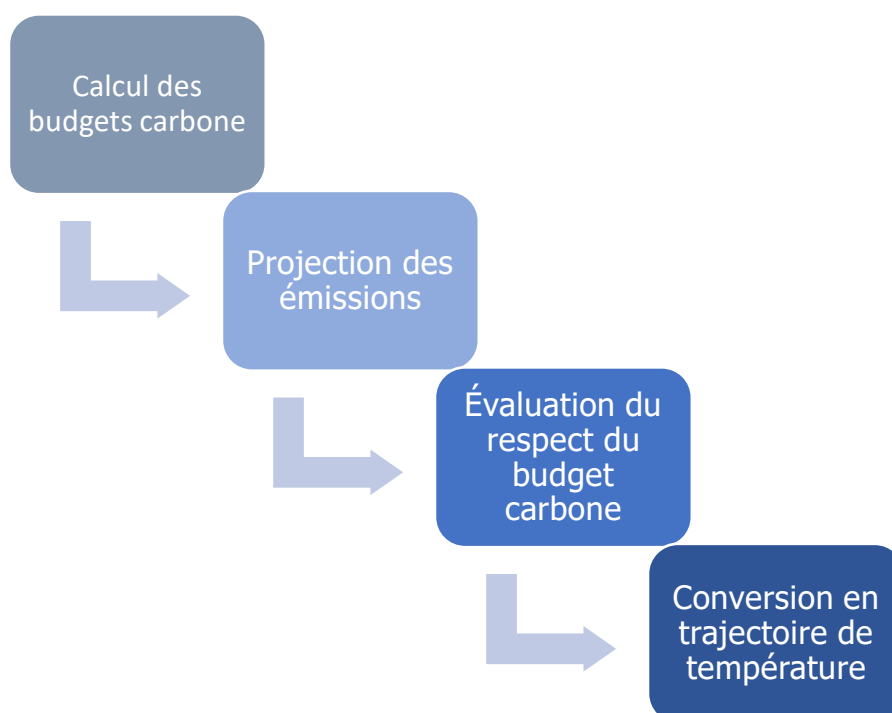 Calcul des
budgets carbone
Projection des
émissions
Évaluation du
respect du
budget
carbone
Conversion en
trajectoire de
température